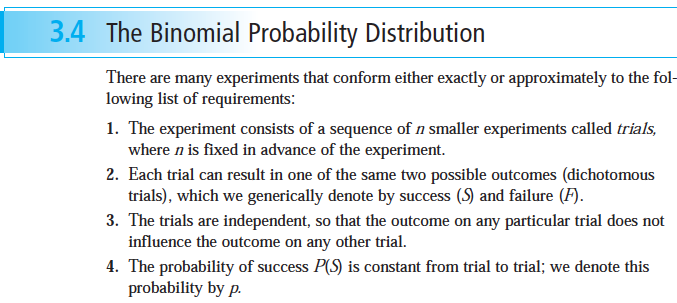 3.4 The Binomial Probability Distribution
There are many experiments that conform either exactly or approximately to the fol-
lowing list of requirements:
1. The experiment consists of a sequence of n smaller experiments called trials,
where n is fixed in advance of the experiment.
2. Each trial can result in one of the same two possible outcomes (dichotomous
trials), which we generically denote by success (S) and failure (F).
3. The trials are independent, so that the outcome on any particular trial does not
influence the outcome on any other trial.
4. The probability of success P(S) is constant from trial to trial; we denote this
probability by p.